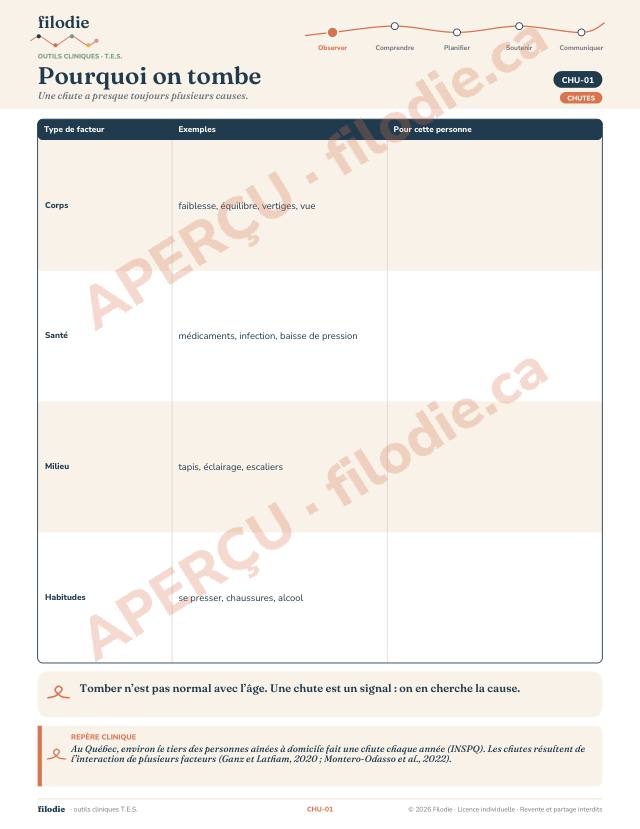 filodie
OUTILS CLINIQUES · T.E.S.
Observer Comprendre Planifier Soutenir Communiquer
Pourquoi on tombe
Une chute a presque toujours plusieurs causes.
CHU-01
CHUTES
Type de facteur Exemples Pour cette personne
Corps faiblesse, équilibre, vertiges, vue
Santé médicaments, infection, baisse de pression
Milieu tapis, éclairage, escaliers
Habitudes se presser, chaussures, alcool
APERÇU · filodie.ca
APERÇU · filodie.ca
Tomber n’est pas normal avec l’âge. Une chute est un signal : on en cherche la cause.
REPÈRE CLINIQUE
Au Québec, environ le tiers des personnes aînées à domicile fait une chute chaque année (INSPQ). Les chutes résultent de
l’interaction de plusieurs facteurs (Ganz et Latham, 2020 ; Montero-Odasso et al., 2022).
filodie · outils cliniques T.E.S. CHU-01 © 2026 Filodie · Licence individuelle · Revente et partage interdits